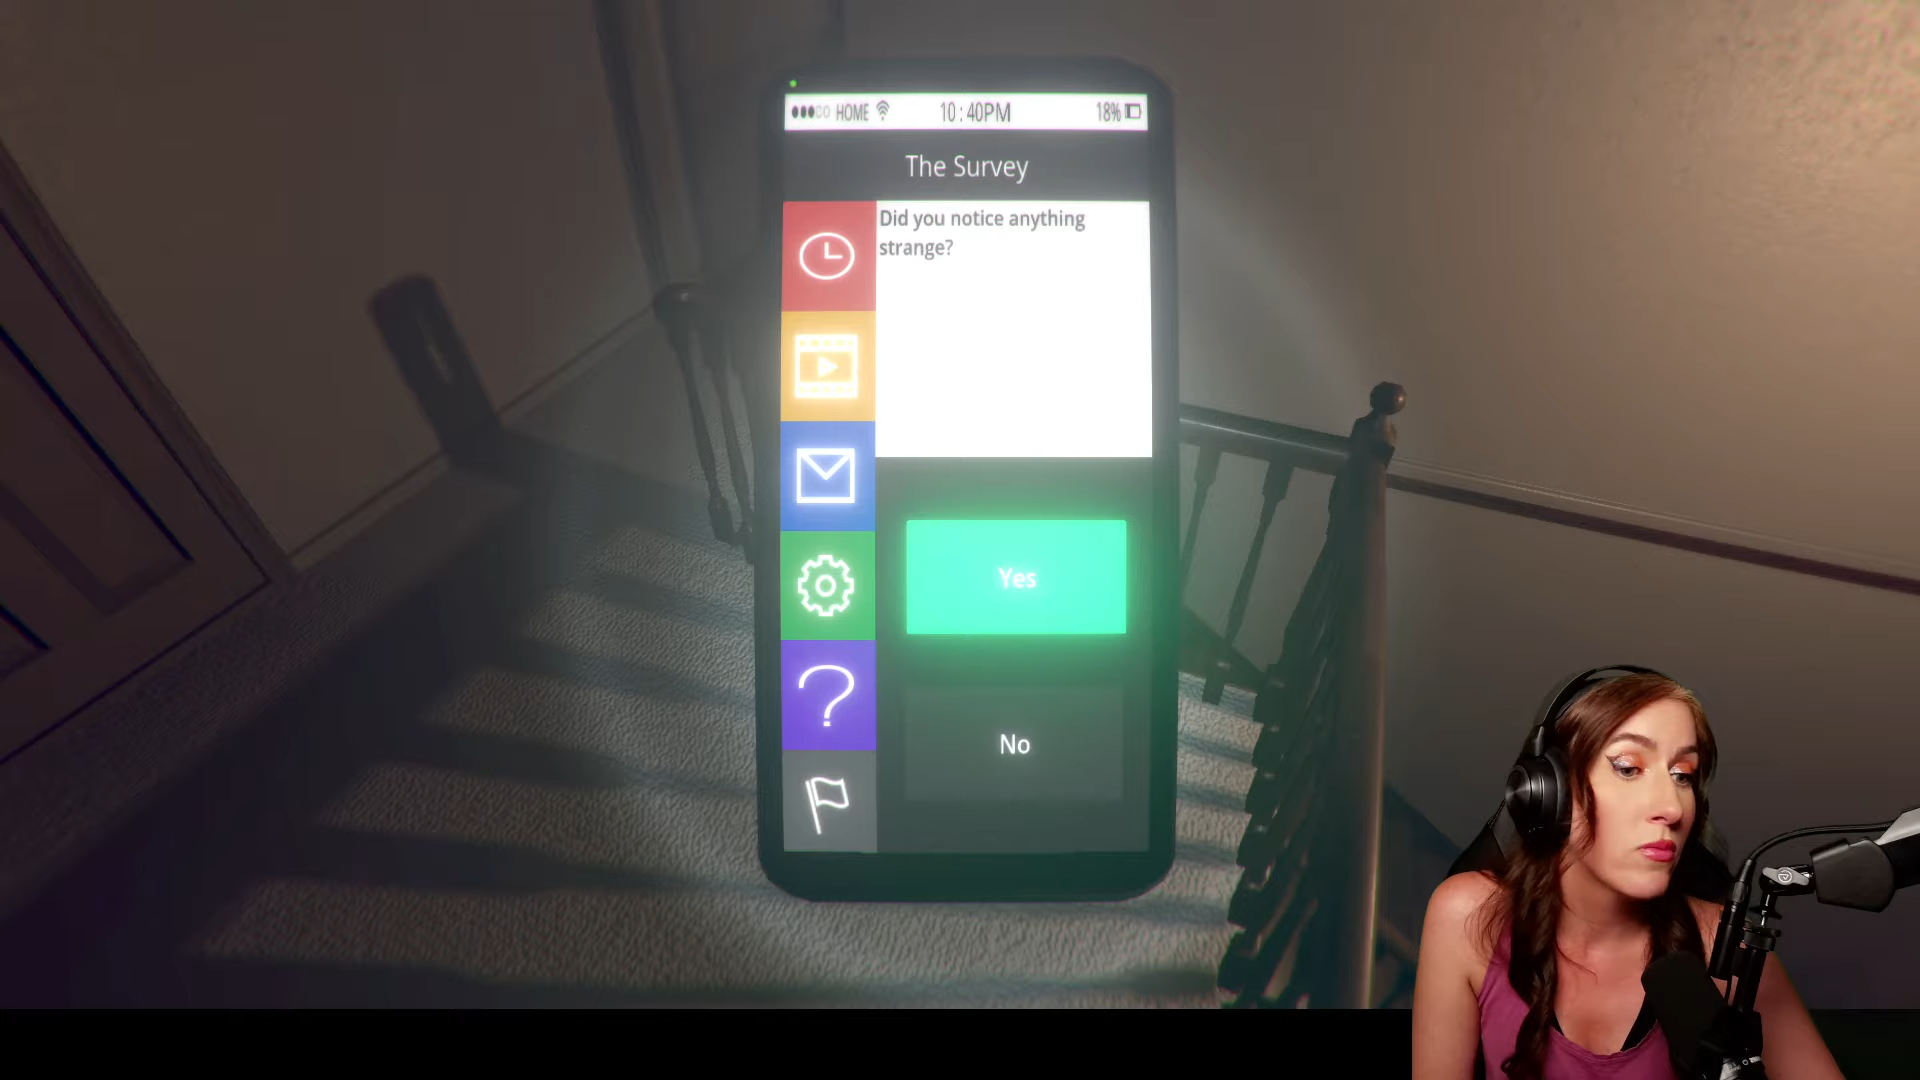 HOME 10:40PM 18%
The Survey
Did you notice anything
strange?
Yes
No